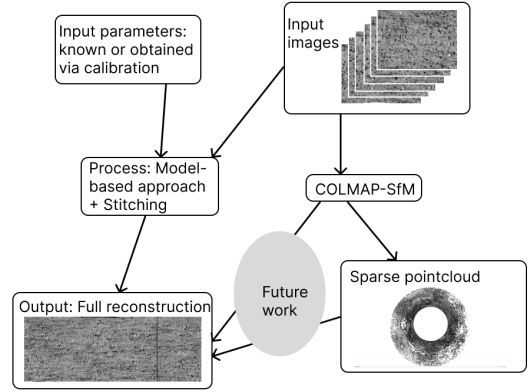 Input parameters:
known or obtained
via calibration
Input
images
Process: Model-
based approach
+ Stitching
COLMAP-SfM
Future
work
Sparse pointcloud
Output: Full reconstruction